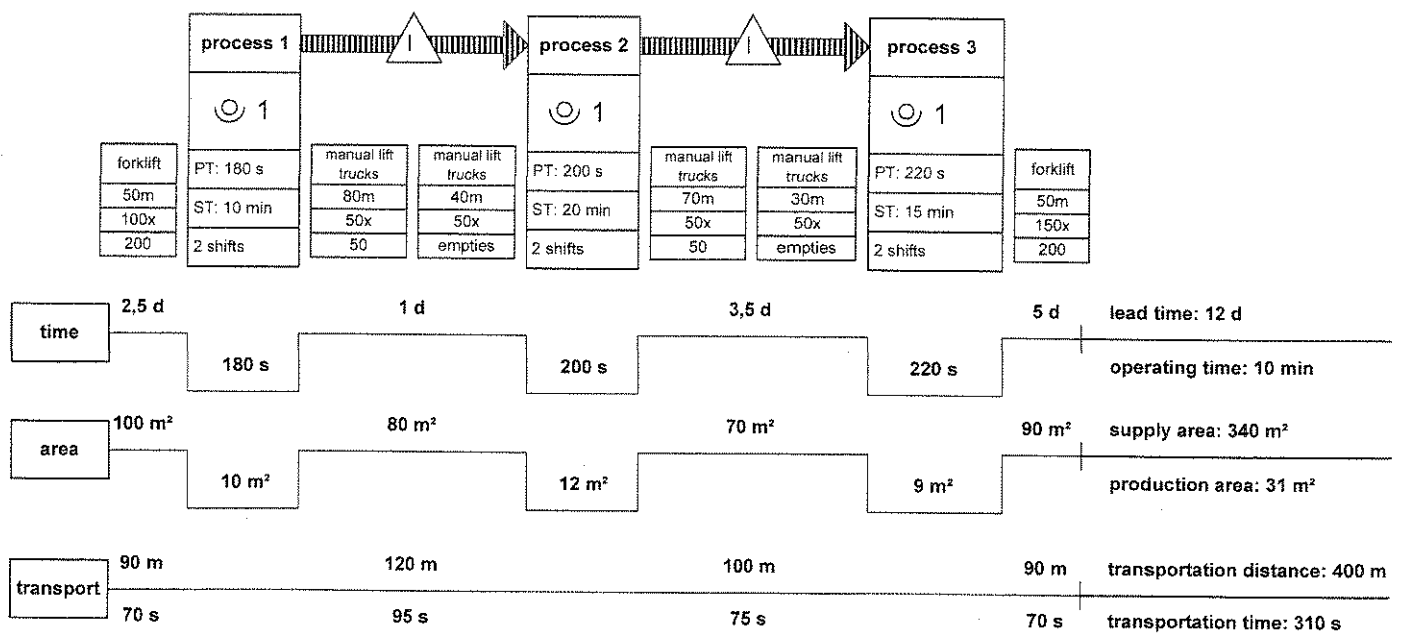 process 1
I
process 2
I
process 3
1
1
1
forklift
50m
100x
200
PT: 180 s
ST: 10 min
2 shifts
manual lift
trucks
80m
50x
50
manual lift
trucks
40m
50x
empties
PT: 200 s
ST: 20 min
2 shifts
manual lift
trucks
70m
50x
50
manual lift
trucks
30m
50x
empties
PT: 220 s
ST: 15 min
2 shifts
forklift
50m
150x
200
time
2,5 d
1 d
3,5 d
5 d
lead time: 12 d
180 s
200 s
220 s
operating time: 10 min
area
100 m²
80 m²
70 m²
90 m²
supply area: 340 m²
10 m²
12 m²
9 m²
production area: 31 m²
transport
90 m
120 m
100 m
90 m
transportation distance: 400 m
70 s
95 s
75 s
70 s
transportation time: 310 s